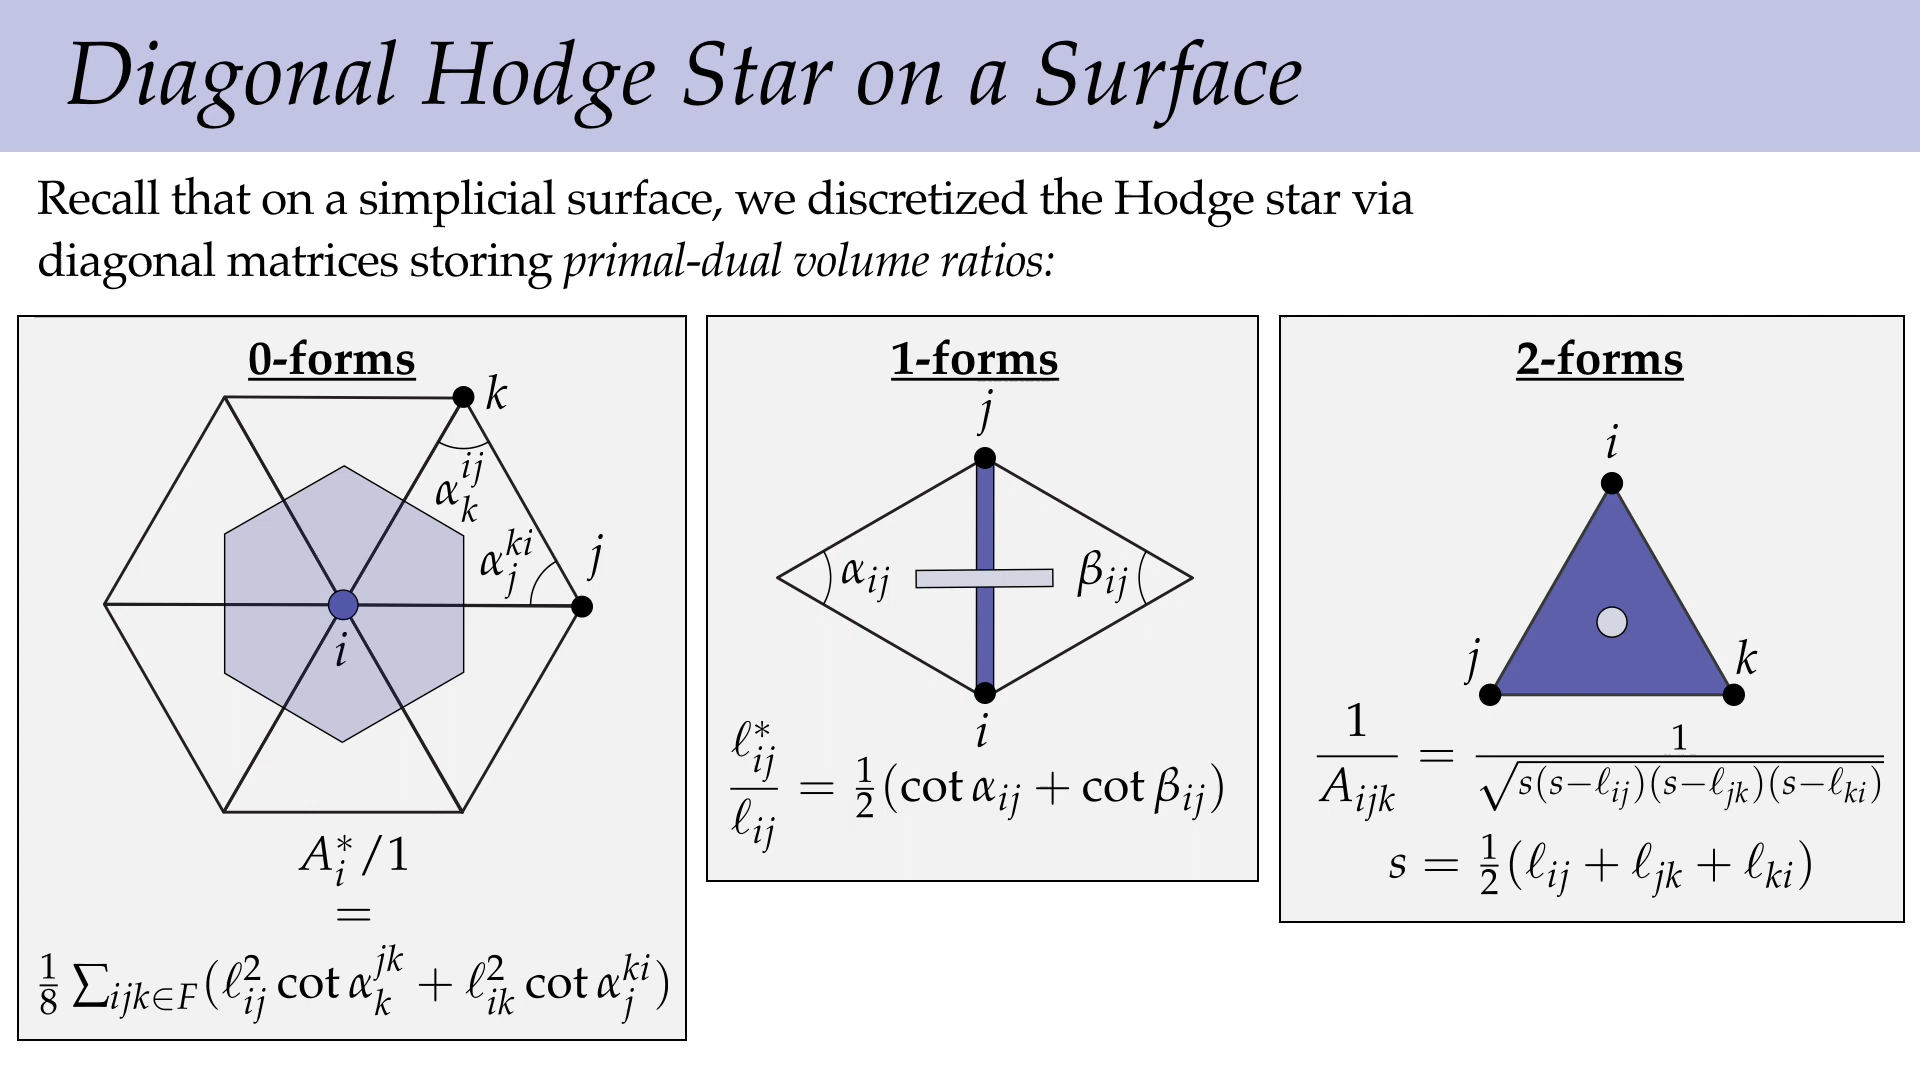 Diagonal Hodge Star on a Surface
Recall that on a simplicial surface, we discretized the Hodge star via
diagonal matrices storing primal-dual volume ratios:
0-forms
k
α_k^{ij}
α_j^{ki}
j
i
A_i^*/1
=
1/8 ∑_{ijk∈F}(ℓ_{ij}^2 cot α_k^{jk} + ℓ_{ik}^2 cot α_j^{ki})
1-forms
j
α_{ij}
β_{ij}
i
ℓ_{ij}^*/ℓ_{ij} = 1/2(cot α_{ij} + cot β_{ij})
2-forms
i
j
k
1/A_{ijk} = 1/√(s(s−ℓ_{ij})(s−ℓ_{jk})(s−ℓ_{ki}))
s = 1/2(ℓ_{ij} + ℓ_{jk} + ℓ_{ki})